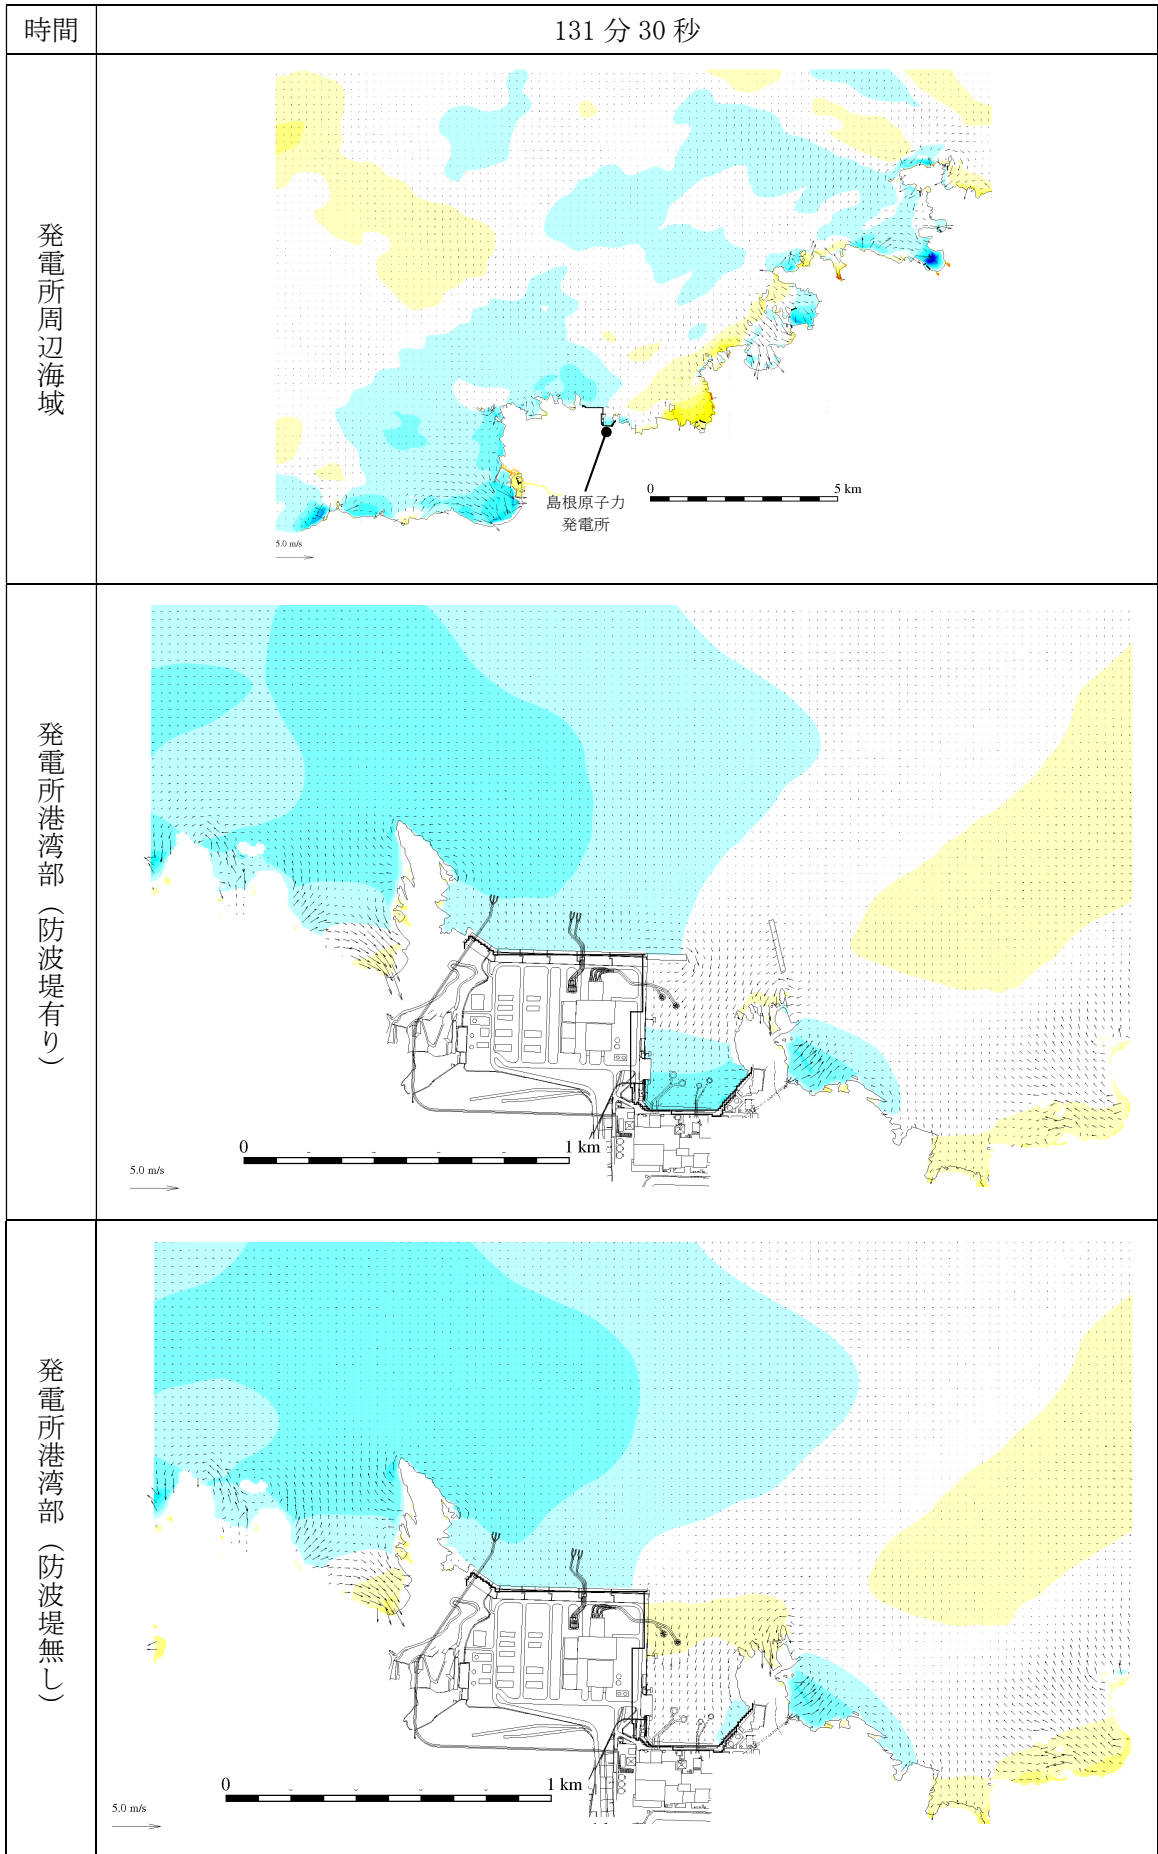 時間
131 分 30 秒
発電所周辺海域
島根原子力
発電所
0
5 km
5.0 m/s
発電所港湾部（防波堤有り）
0
1 km
5.0 m/s
発電所港湾部（防波堤無し）
0
1 km
5.0 m/s